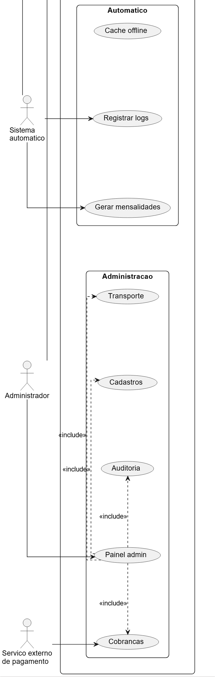 Automatico
Cache offline
Registrar logs
Sistema
automatico
Gerar mensalidades
Administracao
Transporte
Cadastros
Administrador
«include»
«include»
Auditoria
«include»
Painel admin
«include»
Servico externo
de pagamento
Cobrancas